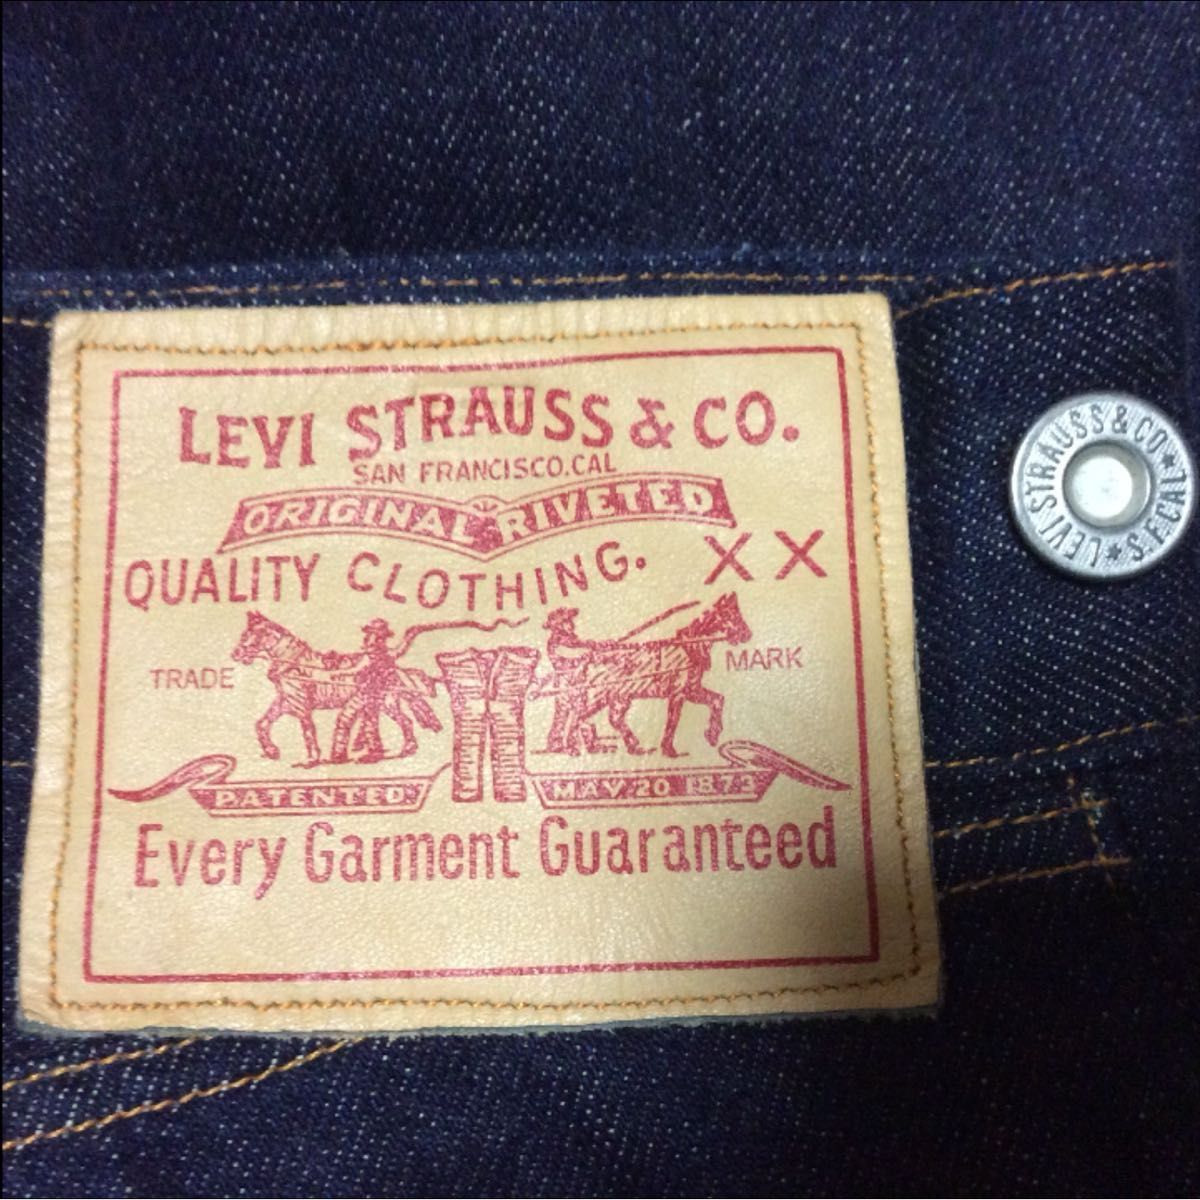 LEVI STRAUSS & CO.
SAN FRANCISCO.CAL
ORIGINAL RIVETED
QUALITY CLOTHING. XX
TRADE MARK
PATENTED MAY 20 1873
Every Garment Guaranteed
LEVI STRAUSS & CO ★ S.F.CAL ★